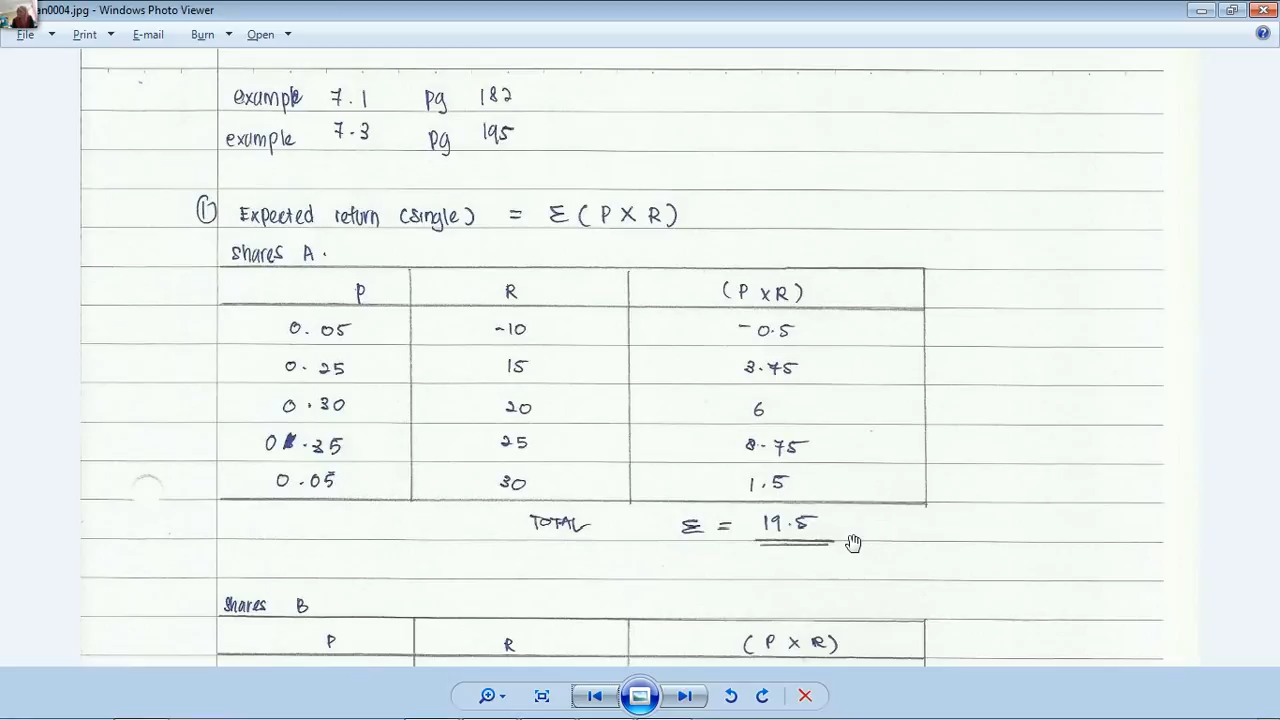 an0004.jpg - Windows Photo Viewer
File Print E-mail Burn Open
example 7.1 pg 182
example 7.3 pg 195
① Expected return (single) = Σ ( P X R )
shares A.
P R ( P X R )
0.05 -10 -0.5
0.25 15 3.75
0.30 20 6
0.35 25 8.75
0.05 30 1.5
TOTAL Σ = 19.5
shares B
P R ( P X R )